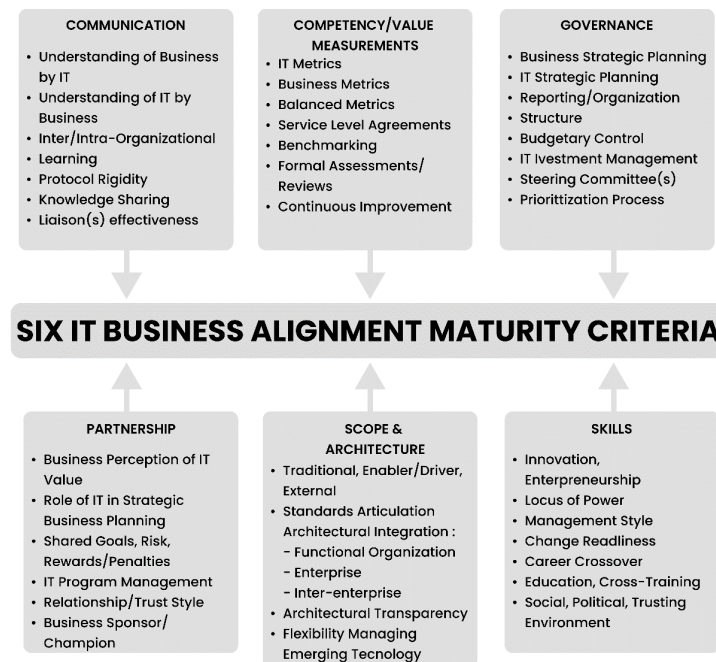 COMMUNICATION
• Understanding of Business
by IT
• Understanding of IT by
Business
• Inter/Intra-Organizational
• Learning
• Protocol Rigidity
• Knowledge Sharing
• Liaison(s) effectiveness
COMPETENCY/VALUE
MEASUREMENTS
• IT Metrics
• Business Metrics
• Balanced Metrics
• Service Level Agreements
• Benchmarking
• Formal Assessments/
Reviews
• Continuous Improvement
GOVERNANCE
• Business Strategic Planning
• IT Strategic Planning
• Reporting/Organization
• Structure
• Budgetary Control
• IT Ivestment Management
• Steering Committee(s)
• Priorittization Process
SIX IT BUSINESS ALIGNMENT MATURITY CRITERIA
PARTNERSHIP
• Business Perception of IT
Value
• Role of IT in Strategic
Business Planning
• Shared Goals, Risk,
Rewards/Penalties
• IT Program Management
• Relationship/Trust Style
• Business Sponsor/
Champion
SCOPE &
ARCHITECTURE
• Traditional, Enabler/Driver,
External
• Standards Articulation
Architectural Integration :
- Functional Organization
- Enterprise
- Inter-enterprise
• Architectural Transparency
• Flexibility Managing
Emerging Tecnology
SKILLS
• Innovation,
Enterpreneurship
• Locus of Power
• Management Style
• Change Readiness
• Career Crossover
• Education, Cross-Training
• Social, Political, Trusting
Environment